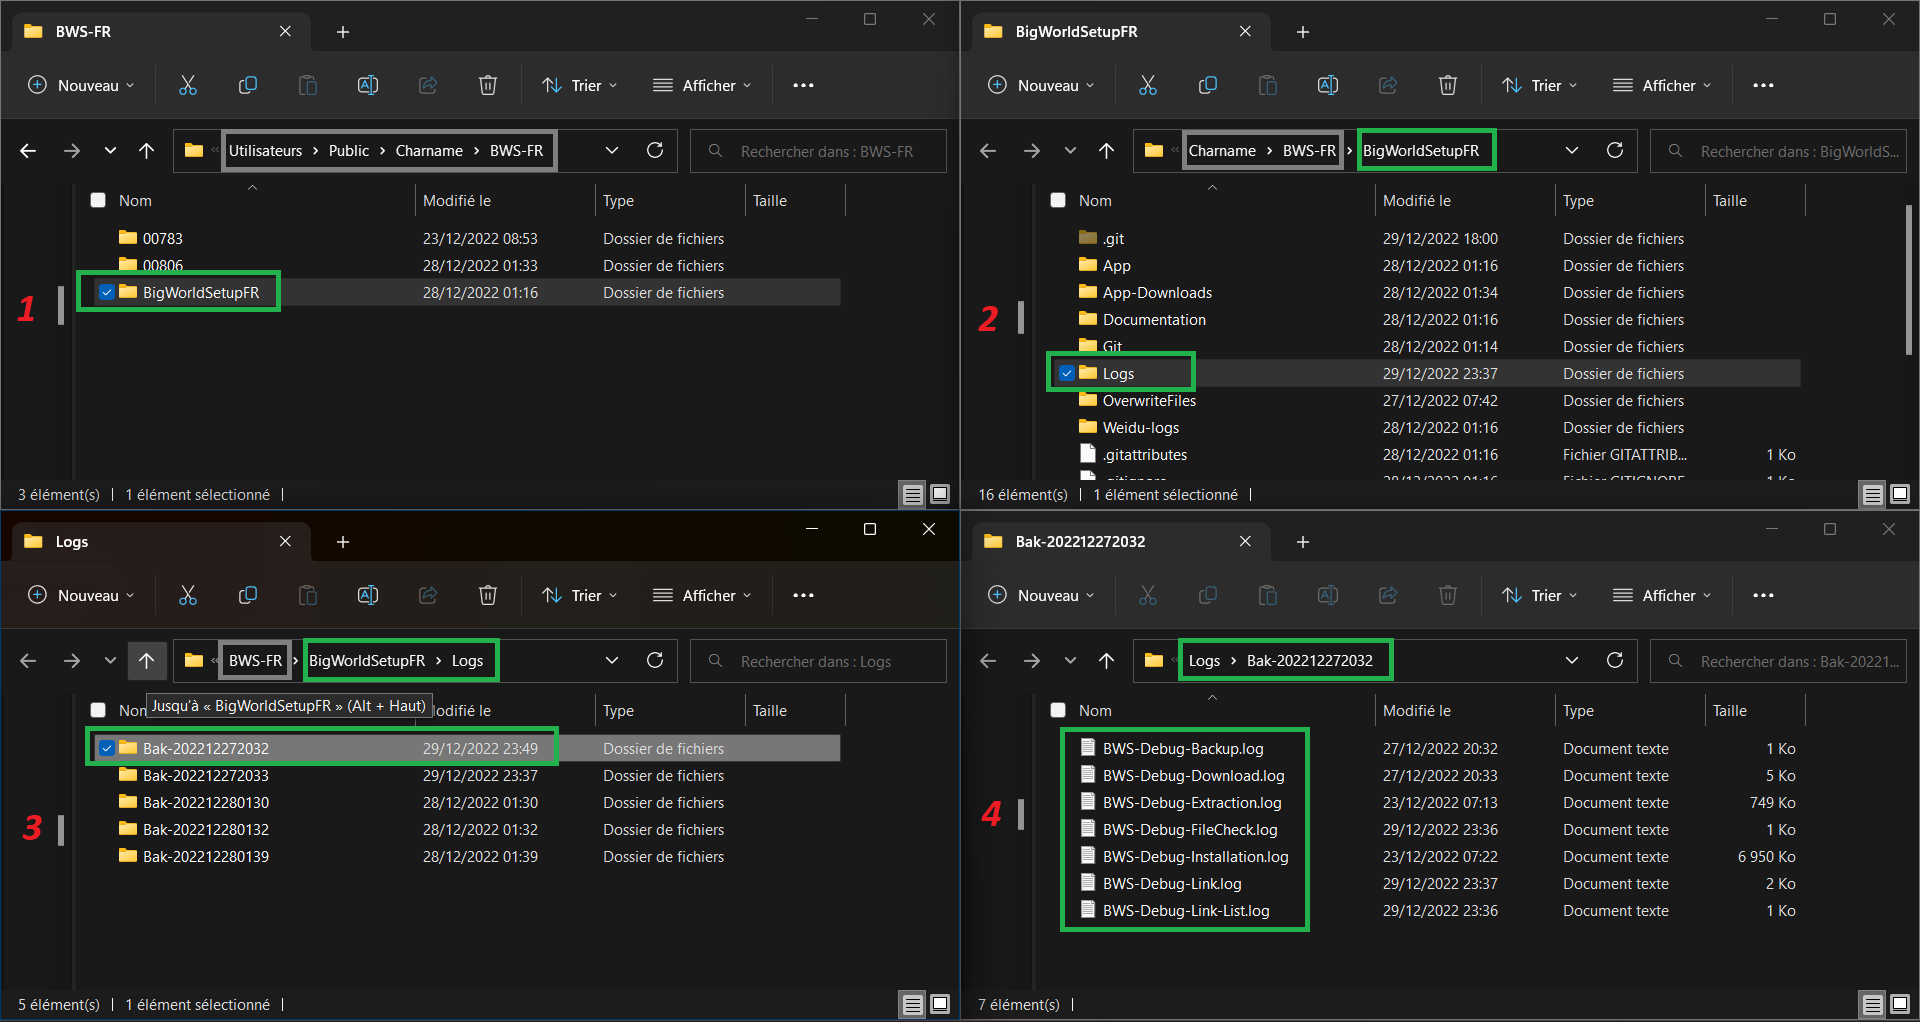 BWS-FR
Nouveau
Trier
Afficher
Utilisateurs > Public > Charname > BWS-FR
Rechercher dans : BWS-FR
Nom Modifié le Type Taille
00783 23/12/2022 08:53 Dossier de fichiers
00806 28/12/2022 01:33 Dossier de fichiers
BigWorldSetupFR 28/12/2022 01:16 Dossier de fichiers
1
3 élément(s) | 1 élément sélectionné |
BigWorldSetupFR
Nouveau
Trier
Afficher
« Charname > BWS-FR > BigWorldSetupFR
Rechercher dans : BigWorldS...
Nom Modifié le Type Taille
.git 29/12/2022 18:00 Dossier de fichiers
App 28/12/2022 01:16 Dossier de fichiers
App-Downloads 28/12/2022 01:34 Dossier de fichiers
Documentation 28/12/2022 01:16 Dossier de fichiers
Git 28/12/2022 01:14 Dossier de fichiers
2
Logs 29/12/2022 23:37 Dossier de fichiers
OverwriteFiles 27/12/2022 07:42 Dossier de fichiers
Weidu-logs 28/12/2022 01:16 Dossier de fichiers
.gitattributes 28/12/2022 01:16 Fichier GITATTRIB... 1 Ko
.gitignore 28/12/2022 01:16 Fichier GITIGNORE 1 Ko
16 élément(s) | 1 élément sélectionné |
Logs
Nouveau
Trier
Afficher
« BWS-FR > BigWorldSetupFR > Logs
Rechercher dans : Logs
Jusqu'à « BigWorldSetupFR » (Alt + Haut)
Type Taille
Bak-202212272032 29/12/2022 23:49 Dossier de fichiers
Bak-202212272033 29/12/2022 23:37 Dossier de fichiers
Bak-202212280130 28/12/2022 01:30 Dossier de fichiers
Bak-202212280132 28/12/2022 01:32 Dossier de fichiers
Bak-202212280139 28/12/2022 01:39 Dossier de fichiers
3
5 élément(s) | 1 élément sélectionné |
Bak-202212272032
Nouveau
Trier
Afficher
« Logs > Bak-202212272032
Rechercher dans : Bak-20221...
Nom Modifié le Type Taille
BWS-Debug-Backup.log 27/12/2022 20:32 Document texte 1 Ko
BWS-Debug-Download.log 27/12/2022 20:33 Document texte 5 Ko
BWS-Debug-Extraction.log 23/12/2022 07:13 Document texte 749 Ko
BWS-Debug-FileCheck.log 29/12/2022 23:36 Document texte 1 Ko
BWS-Debug-Installation.log 23/12/2022 07:22 Document texte 6 950 Ko
BWS-Debug-Link.log 29/12/2022 23:37 Document texte 2 Ko
BWS-Debug-Link-List.log 29/12/2022 23:36 Document texte 1 Ko
4
7 élément(s) |